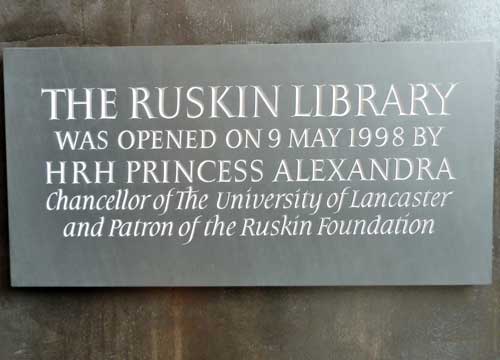 THE RUSKIN LIBRARY
WAS OPENED ON 9 MAY 1998 BY
HRH PRINCESS ALEXANDRA
Chancellor of The University of Lancaster
and Patron of the Ruskin Foundation